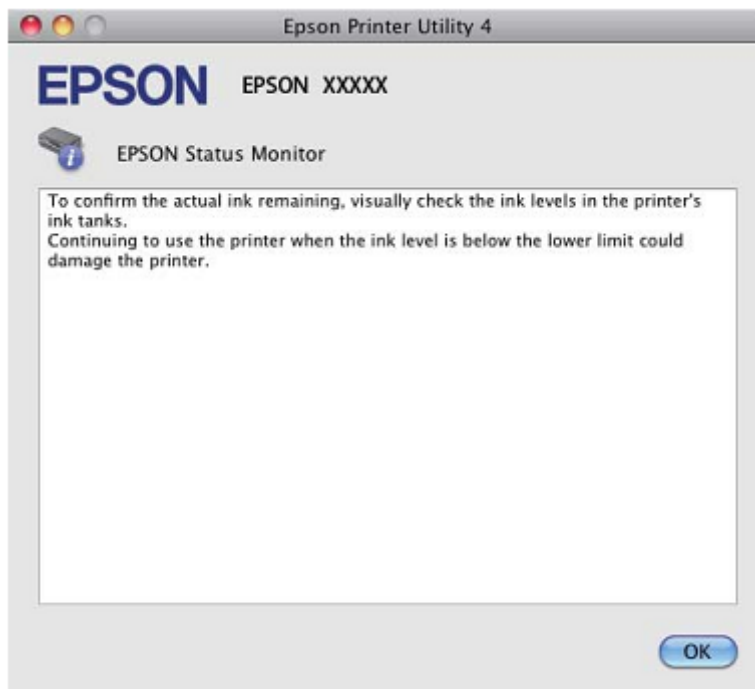 Epson Printer Utility 4
EPSON EPSON XXXXX
EPSON Status Monitor
To confirm the actual ink remaining, visually check the ink levels in the printer's
ink tanks.
Continuing to use the printer when the ink level is below the lower limit could
damage the printer.
OK